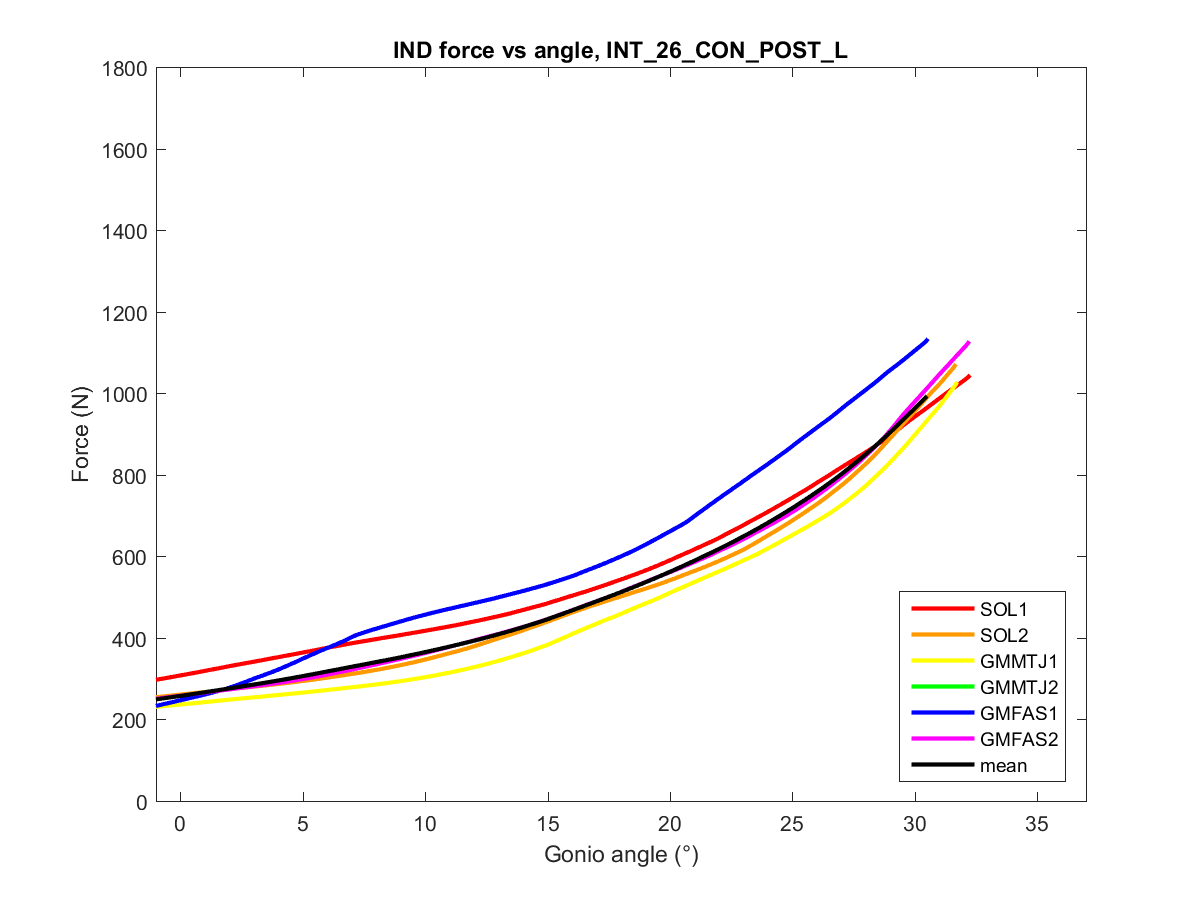 IND force vs angle, INT_26_CON_POST_L
1800
1600
1400
1200
1000
800
600
400
200
0
Force (N)
0 5 10 15 20 25 30 35
Gonio angle (°)
SOL1
SOL2
GMMTJ1
GMMTJ2
GMFAS1
GMFAS2
mean